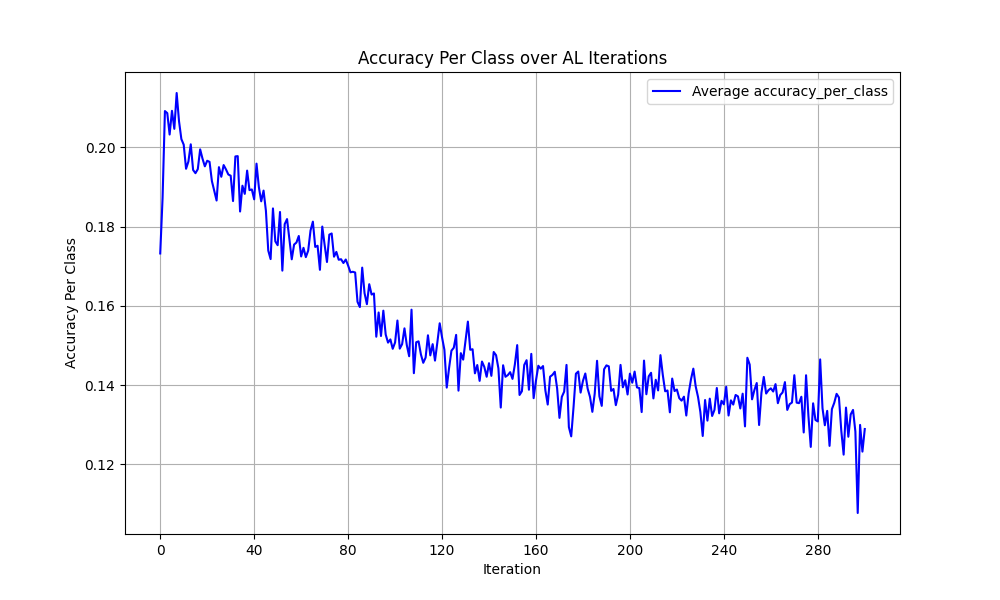 Accuracy Per Class over AL Iterations
Average accuracy_per_class
0.20
0.18
0.16
0.14
0.12
Accuracy Per Class
0 40 80 120 160 200 240 280
Iteration